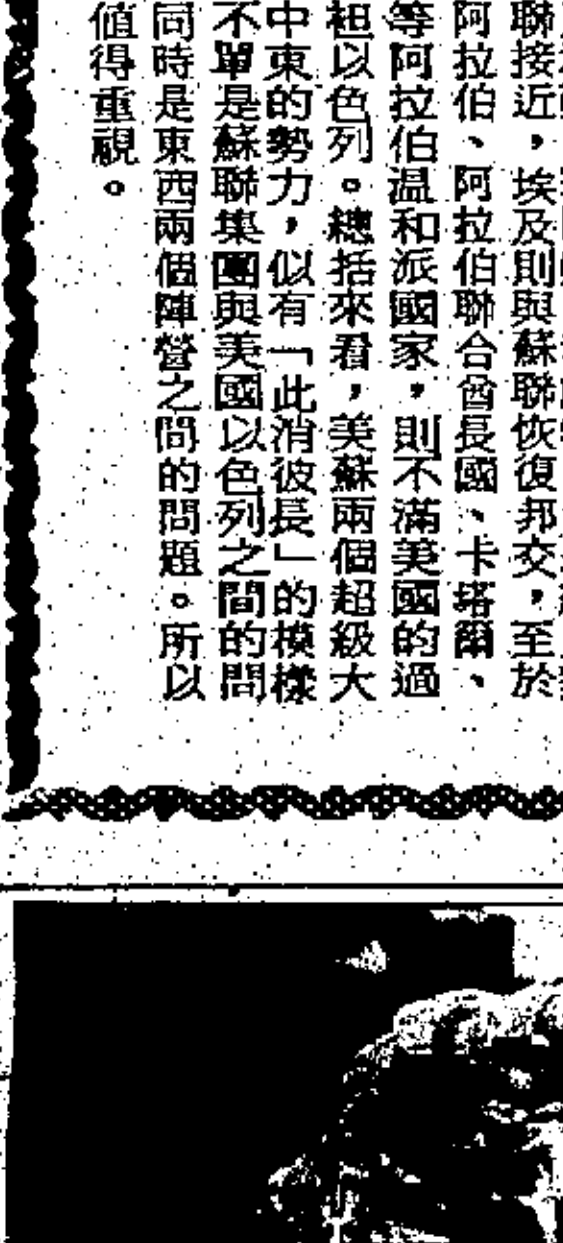 聯接近，埃及則與蘇聯恢復邦交，至於
阿拉伯、阿拉伯聯合酋長國、卡塔爾、
等阿拉伯溫和派國家，則不滿美國的過
袒以色列。總括來看，美蘇兩個超級大
中東的勢力，似有「此消彼長」的模樣
不單是蘇聯集團與美國以色列之間的問
同時是東西兩個陣營之間的問題。所以
值得重視。